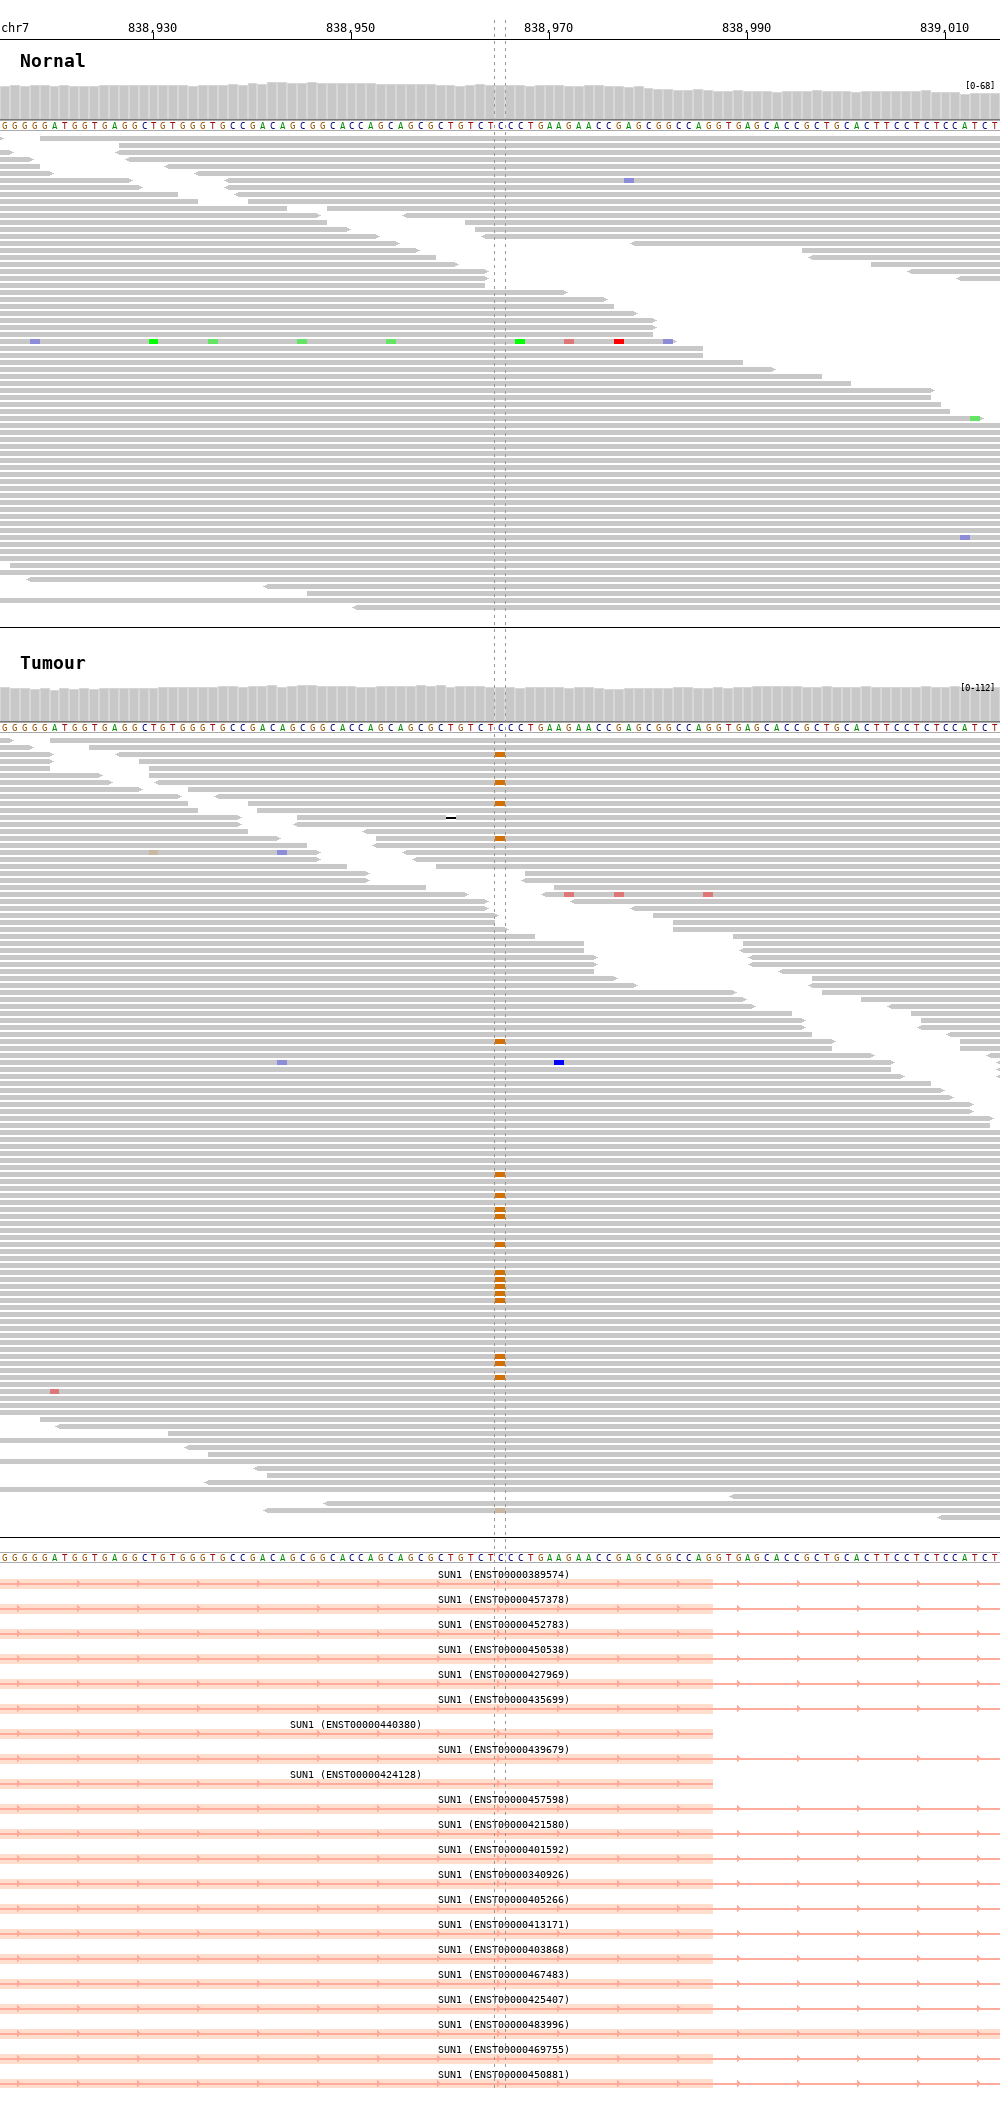 chr7 838,930 838,950 838,970 838,990 839,010
Nornal
[0-68]
GGGGGATGGTGAGGCTGTGGGTGCCGACAGCGGCACCAGCAGCGCTGTCTCCCTGAAGAACCGAGCGGCCAGGTGAGCACCGCTGCACTTCCTCTCCATCT
Tumour
[0-112]
GGGGGATGGTGAGGCTGTGGGTGCCGACAGCGGCACCAGCAGCGCTGTCTCCCTGAAGAACCGAGCGGCCAGGTGAGCACCGCTGCACTTCCTCTCCATCT
GGGGGATGGTGAGGCTGTGGGTGCCGACAGCGGCACCAGCAGCGCTGTCTCCCTGAAGAACCGAGCGGCCAGGTGAGCACCGCTGCACTTCCTCTCCATCT
SUN1 (ENST00000389574)
SUN1 (ENST00000457378)
SUN1 (ENST00000452783)
SUN1 (ENST00000450538)
SUN1 (ENST00000427969)
SUN1 (ENST00000435699)
SUN1 (ENST00000440380)
SUN1 (ENST00000439679)
SUN1 (ENST00000424128)
SUN1 (ENST00000457598)
SUN1 (ENST00000421580)
SUN1 (ENST00000401592)
SUN1 (ENST00000340926)
SUN1 (ENST00000405266)
SUN1 (ENST00000413171)
SUN1 (ENST00000403868)
SUN1 (ENST00000467483)
SUN1 (ENST00000425407)
SUN1 (ENST00000483996)
SUN1 (ENST00000469755)
SUN1 (ENST00000450881)